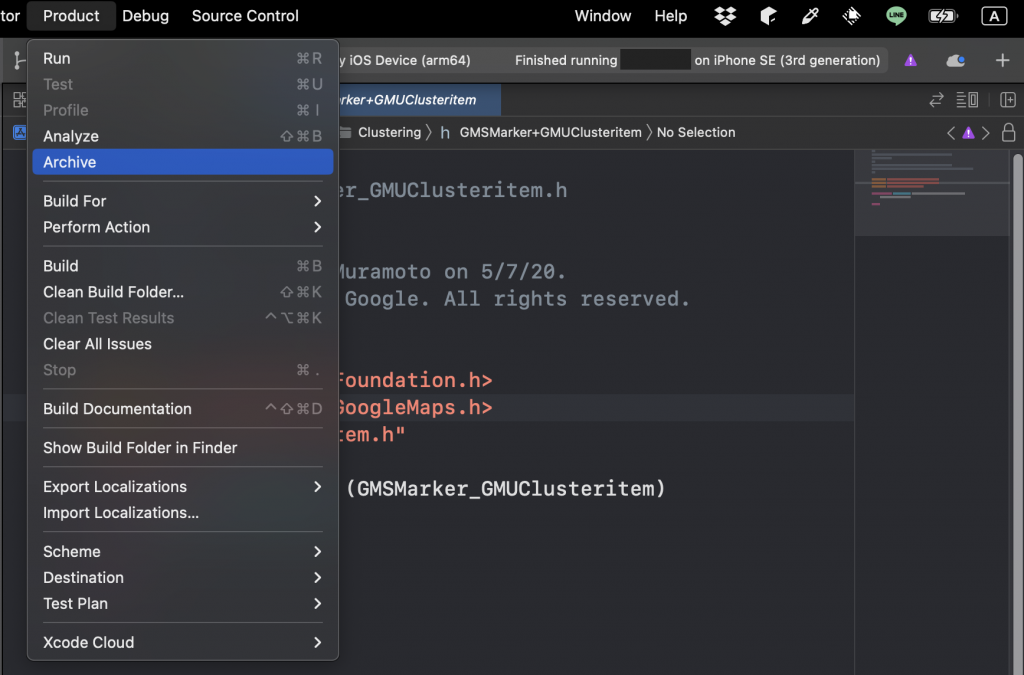 tor Product Debug Source Control Window Help LINE A
y iOS Device (arm64) Finished running on iPhone SE (3rd generation)
rker+GMUClusteritem
Clustering h GMSMarker+GMUClusteritem No Selection
Run ⌘R
Test ⌘U
Profile ⌘I
Analyze ⇧⌘B
Archive
Build For
Perform Action
Build ⌘B
Clean Build Folder... ⇧⌘K
Clean Test Results ^⌥⌘K
Clear All Issues
Stop ⌘.
Build Documentation ^⇧⌘D
Show Build Folder in Finder
Export Localizations
Import Localizations...
Scheme
Destination
Test Plan
Xcode Cloud
er_GMUClusteritem.h
Muramoto on 5/7/20.
Google. All rights reserved.
Foundation.h>
GoogleMaps.h>
tem.h"
(GMSMarker_GMUClusteritem)